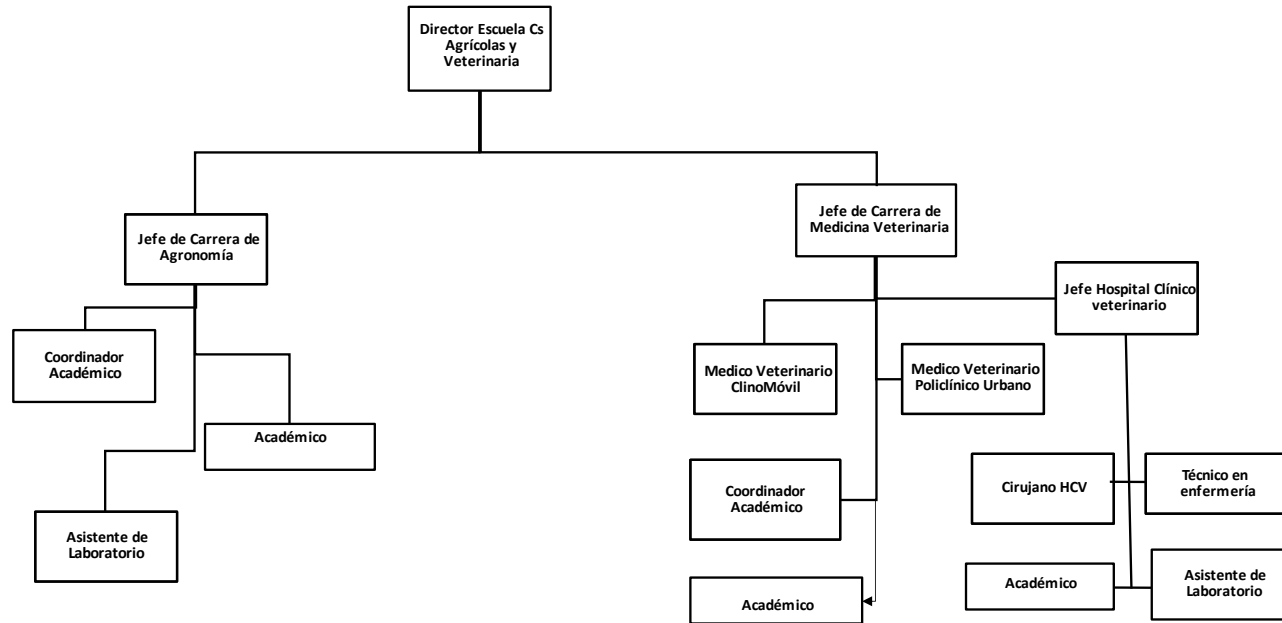 Director Escuela Cs
Agrícolas y
Veterinaria
Jefe de Carrera de
Agronomía
Jefe de Carrera de
Medicina Veterinaria
Jefe Hospital Clínico
veterinario
Coordinador
Académico
Académico
Asistente de
Laboratorio
Medico Veterinario
ClinoMóvil
Medico Veterinario
Policlínico Urbano
Coordinador
Académico
Académico
Cirujano HCV
Técnico en
enfermería
Académico
Asistente de
Laboratorio